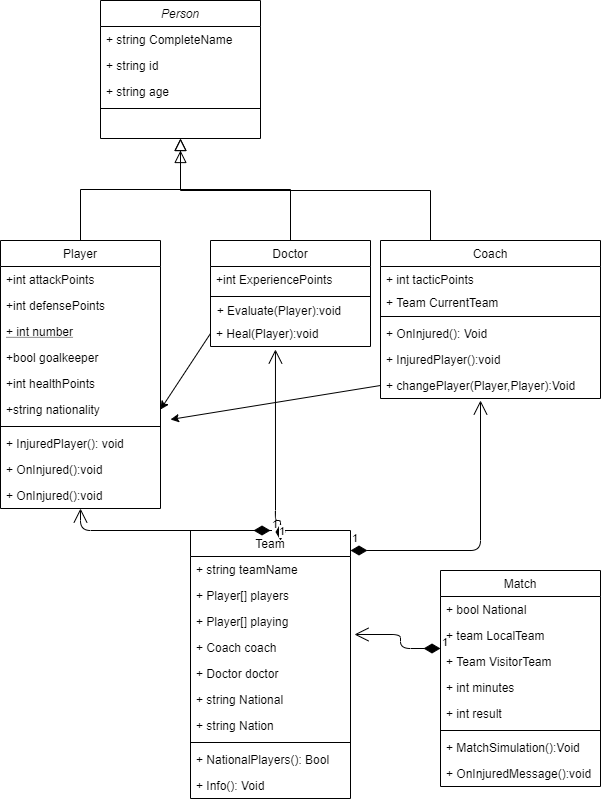 Person
+ string CompleteName
+ string id
+ string age
Player
+int attackPoints
+int defensePoints
+ int number
+bool goalkeeper
+int healthPoints
+string nationality
+ InjuredPlayer(): void
+ OnInjured():void
+ OnInjured():void
Doctor
+int ExperiencePoints
+ Evaluate(Player):void
+ Heal(Player):void
Coach
+ int tacticPoints
+ Team CurrentTeam
+ OnInjured(): Void
+ InjuredPlayer():void
+ changePlayer(Player,Player):Void
1
1
1
Team
+ string teamName
+ Player[] players
+ Player[] playing
+ Coach coach
+ Doctor doctor
+ string National
+ string Nation
+ NationalPlayers(): Bool
+ Info(): Void
1
Match
+ bool National
+ team LocalTeam
+ Team VisitorTeam
+ int minutes
+ int result
+ MatchSimulation():Void
+ OnInjuredMessage():void